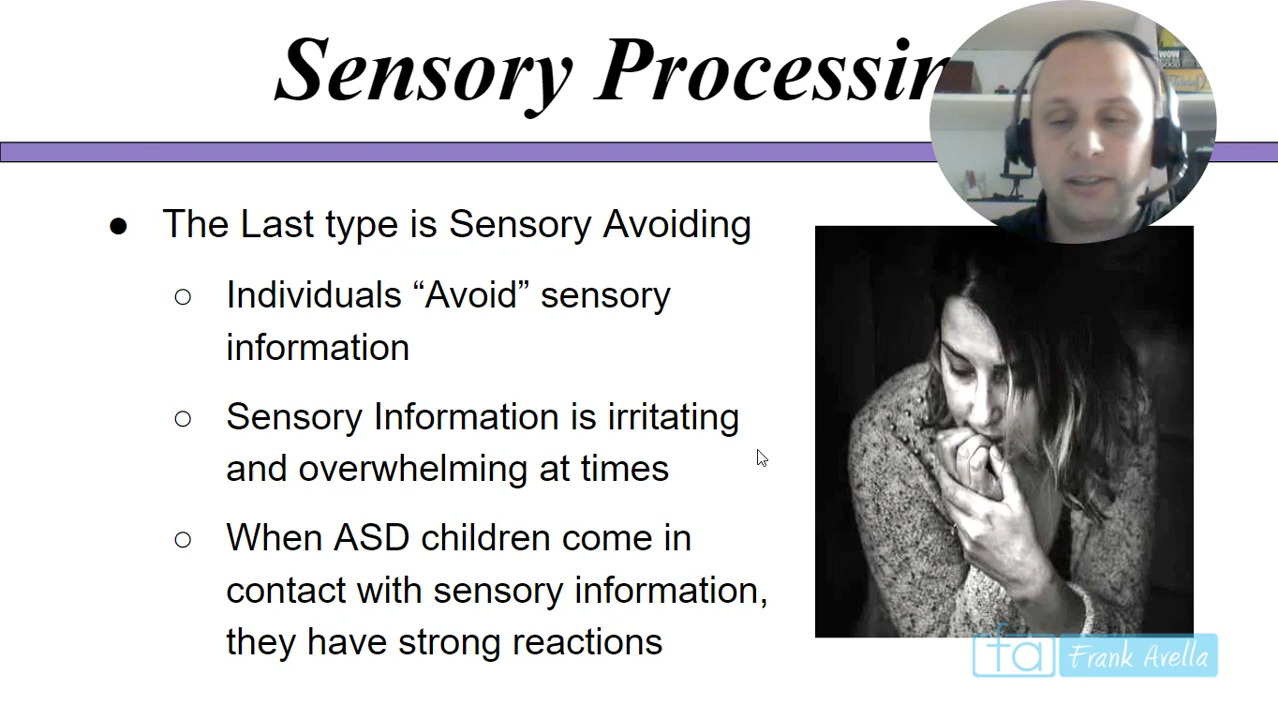 Sensory Processin
● The Last type is Sensory Avoiding
○ Individuals “Avoid” sensory
information
○ Sensory Information is irritating
and overwhelming at times
○ When ASD children come in
contact with sensory information,
they have strong reactions
WOW
fa Frank Avella